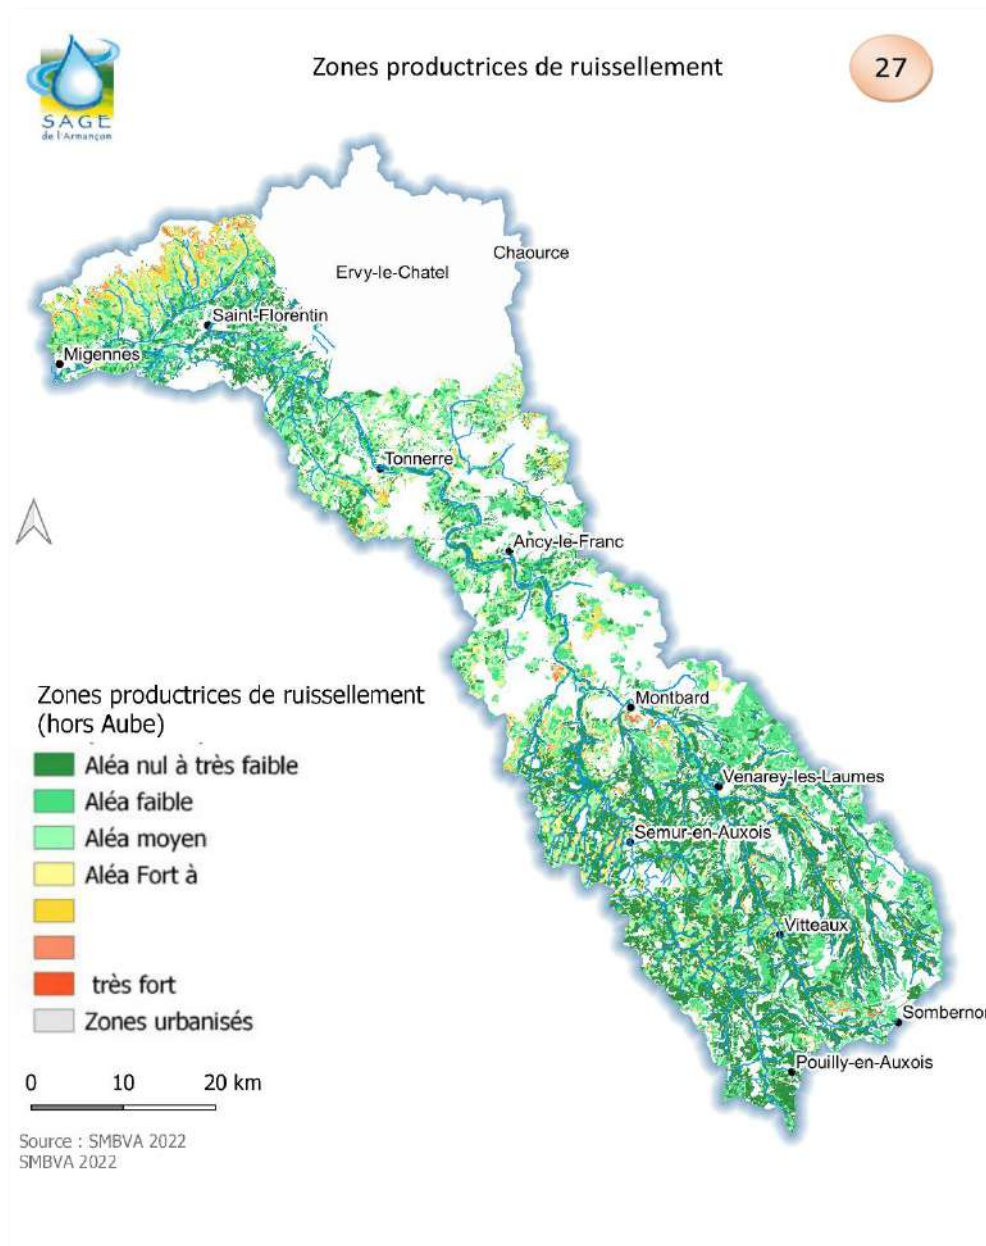 SAGE
de l'Armançon
Zones productrices de ruissellement
27
Chaource
Ervy-le-Chatel
Saint-Florentin
Migennes
Tonnerre
Ancy-le-Franc
Montbard
Venarey-les-Laumes
Semur-en-Auxois
Vitteaux
Sombernon
Pouilly-en-Auxois
Zones productrices de ruissellement
(hors Aube)
Aléa nul à très faible
Aléa faible
Aléa moyen
Aléa Fort à
très fort
Zones urbanisés
0 10 20 km
Source : SMBVA 2022
SMBVA 2022